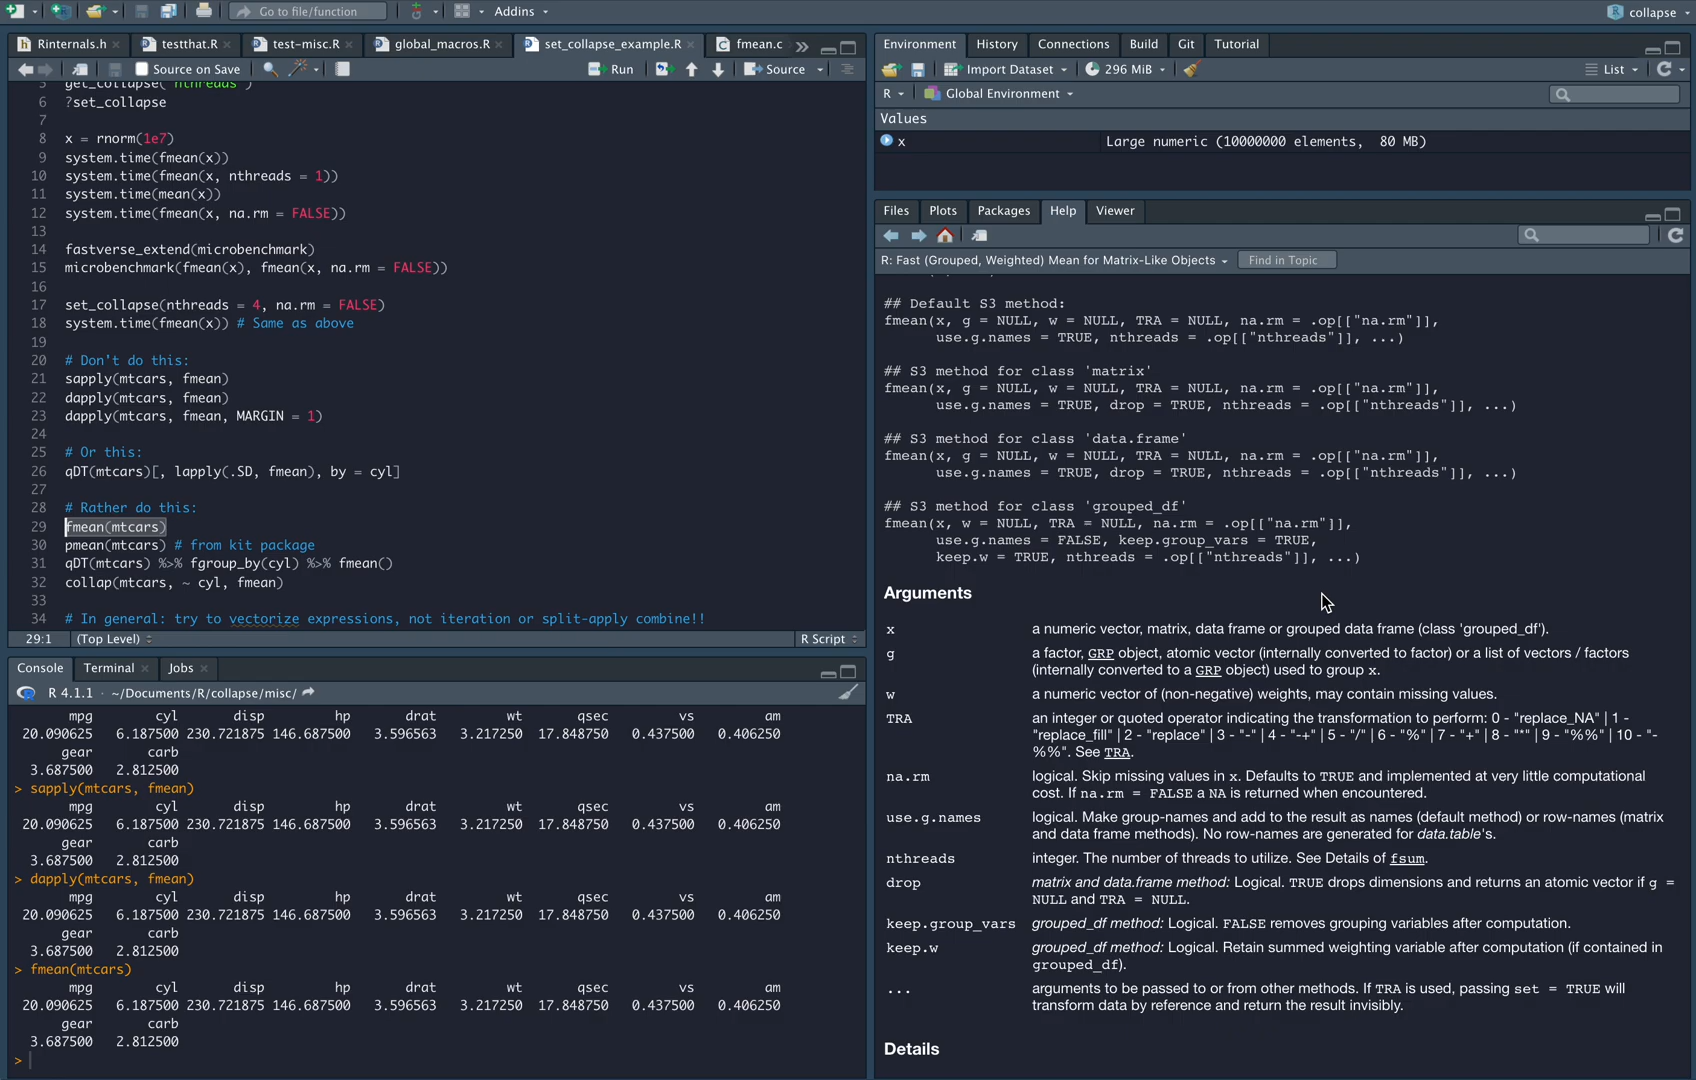 Go to file/function
Addins
collapse
Rinternals.h
testthat.R
test-misc.R
global_macros.R
set_collapse_example.R
fmean.c
Source on Save
Run
Source
5 get_collapse("nthreads")
6 ?set_collapse
7
8 x = rnorm(1e7)
9 system.time(fmean(x))
10 system.time(fmean(x, nthreads = 1))
11 system.time(mean(x))
12 system.time(fmean(x, na.rm = FALSE))
13
14 fastverse_extend(microbenchmark)
15 microbenchmark(fmean(x), fmean(x, na.rm = FALSE))
16
17 set_collapse(nthreads = 4, na.rm = FALSE)
18 system.time(fmean(x)) # Same as above
19
20 # Don't do this:
21 sapply(mtcars, fmean)
22 dapply(mtcars, fmean)
23 dapply(mtcars, fmean, MARGIN = 1)
24
25 # Or this:
26 qDT(mtcars)[, lapply(.SD, fmean), by = cyl]
27
28 # Rather do this:
29 fmean(mtcars)
30 pmean(mtcars) # from kit package
31 qDT(mtcars) %>% fgroup_by(cyl) %>% fmean()
32 collap(mtcars, ~ cyl, fmean)
33
34 # In general: try to vectorize expressions, not iteration or split-apply combine!!
29:1 (Top Level) R Script
Console Terminal Jobs
R 4.1.1 · ~/Documents/R/collapse/misc/
mpg cyl disp hp drat wt qsec vs am
20.090625 6.187500 230.721875 146.687500 3.596563 3.217250 17.848750 0.437500 0.406250
gear carb
3.687500 2.812500
> sapply(mtcars, fmean)
mpg cyl disp hp drat wt qsec vs am
20.090625 6.187500 230.721875 146.687500 3.596563 3.217250 17.848750 0.437500 0.406250
gear carb
3.687500 2.812500
> dapply(mtcars, fmean)
mpg cyl disp hp drat wt qsec vs am
20.090625 6.187500 230.721875 146.687500 3.596563 3.217250 17.848750 0.437500 0.406250
gear carb
3.687500 2.812500
> fmean(mtcars)
mpg cyl disp hp drat wt qsec vs am
20.090625 6.187500 230.721875 146.687500 3.596563 3.217250 17.848750 0.437500 0.406250
gear carb
3.687500 2.812500
>
Environment History Connections Build Git Tutorial
Import Dataset 296 MiB List
R Global Environment
Values
x Large numeric (10000000 elements, 80 MB)
Files Plots Packages Help Viewer
R: Fast (Grouped, Weighted) Mean for Matrix-Like Objects Find in Topic
## Default S3 method:
fmean(x, g = NULL, w = NULL, TRA = NULL, na.rm = .op[["na.rm"]],
use.g.names = TRUE, nthreads = .op[["nthreads"]], ...)
## S3 method for class 'matrix'
fmean(x, g = NULL, w = NULL, TRA = NULL, na.rm = .op[["na.rm"]],
use.g.names = TRUE, drop = TRUE, nthreads = .op[["nthreads"]], ...)
## S3 method for class 'data.frame'
fmean(x, g = NULL, w = NULL, TRA = NULL, na.rm = .op[["na.rm"]],
use.g.names = TRUE, drop = TRUE, nthreads = .op[["nthreads"]], ...)
## S3 method for class 'grouped_df'
fmean(x, w = NULL, TRA = NULL, na.rm = .op[["na.rm"]],
use.g.names = FALSE, keep.group_vars = TRUE,
keep.w = TRUE, nthreads = .op[["nthreads"]], ...)
Arguments
x a numeric vector, matrix, data frame or grouped data frame (class 'grouped_df').
g a factor, GRP object, atomic vector (internally converted to factor) or a list of vectors / factors
(internally converted to a GRP object) used to group x.
w a numeric vector of (non-negative) weights, may contain missing values.
TRA an integer or quoted operator indicating the transformation to perform: 0 - "replace_NA" | 1 -
"replace_fill" | 2 - "replace" | 3 - "-" | 4 - "-+" | 5 - "/" | 6 - "%" | 7 - "+" | 8 - "*" | 9 - "%%" | 10 - "-
%%". See TRA.
na.rm logical. Skip missing values in x. Defaults to TRUE and implemented at very little computational
cost. If na.rm = FALSE a NA is returned when encountered.
use.g.names logical. Make group-names and add to the result as names (default method) or row-names (matrix
and data frame methods). No row-names are generated for data.table's.
nthreads integer. The number of threads to utilize. See Details of fsum.
drop matrix and data.frame method: Logical. TRUE drops dimensions and returns an atomic vector if g =
NULL and TRA = NULL.
keep.group_vars grouped_df method: Logical. FALSE removes grouping variables after computation.
keep.w grouped_df method: Logical. Retain summed weighting variable after computation (if contained in
grouped_df).
... arguments to be passed to or from other methods. If TRA is used, passing set = TRUE will
transform data by reference and return the result invisibly.
Details